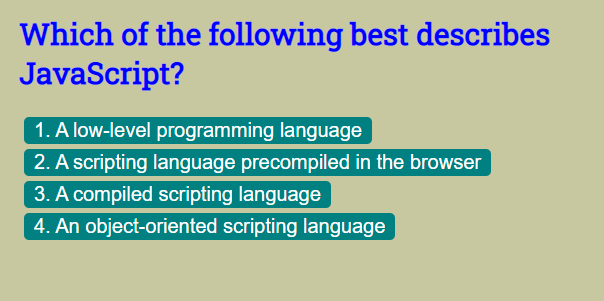 Which of the following best describes
JavaScript?
1. A low-level programming language
2. A scripting language precompiled in the browser
3. A compiled scripting language
4. An object-oriented scripting language